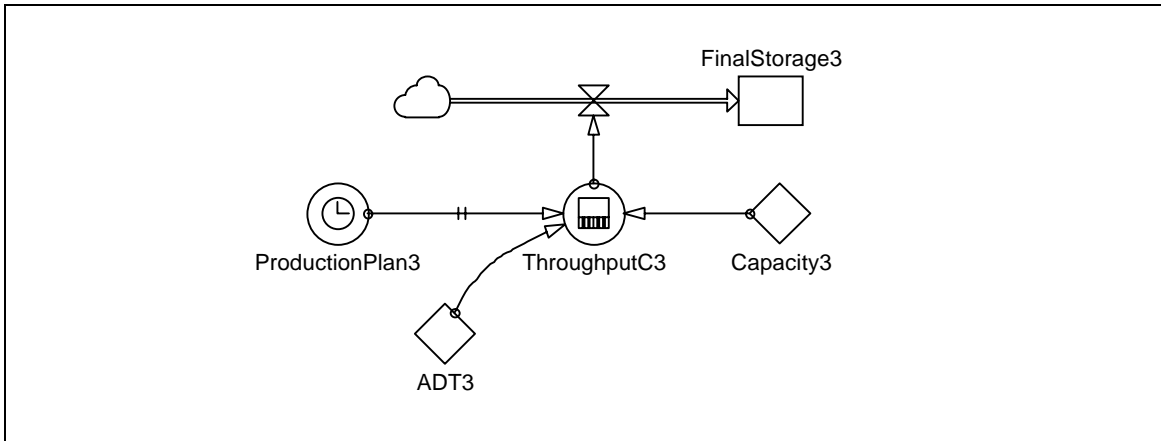 FinalStorage3
ProductionPlan3
ThroughputC3
Capacity3
ADT3